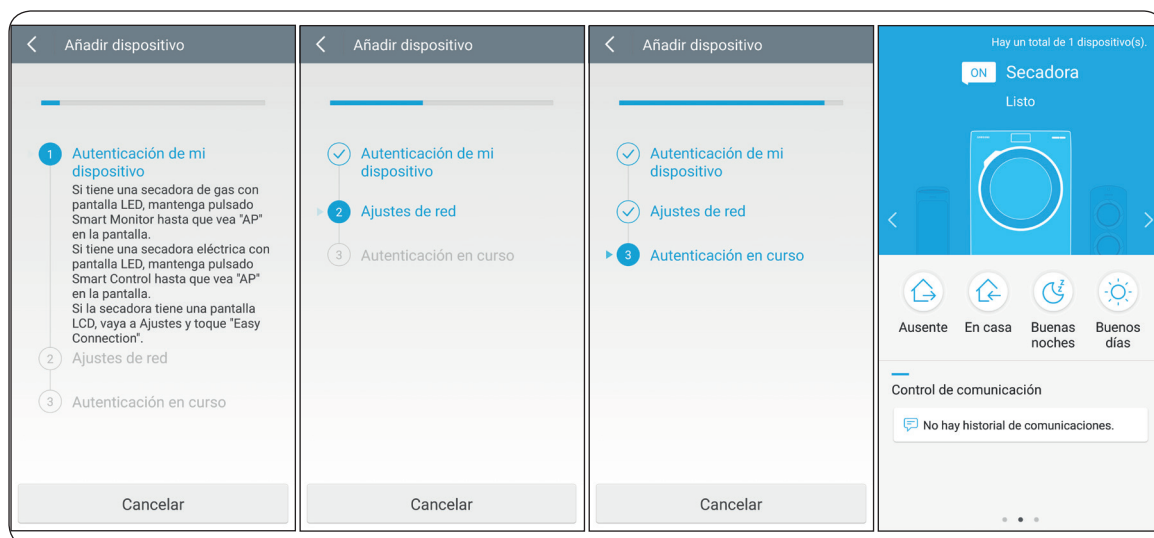 Añadir dispositivo
1
Autenticación de mi
dispositivo
Si tiene una secadora de gas con
pantalla LED, mantenga pulsado
Smart Monitor hasta que vea "AP"
en la pantalla.
Si tiene una secadora eléctrica con
pantalla LED, mantenga pulsado
Smart Control hasta que vea "AP"
en la pantalla.
Si la secadora tiene una pantalla
LCD, vaya a Ajustes y toque "Easy
Connection".
2 Ajustes de red
3 Autenticación en curso
Cancelar
Añadir dispositivo
Autenticación de mi
dispositivo
2 Ajustes de red
3 Autenticación en curso
Añadir dispositivo
Autenticación de mi
dispositivo
Ajustes de red
3 Autenticación en curso
Cancelar
Cancelar
Hay un total de 1 dispositivo(s).
ON Secadora
Listo
Ausente
En casa
Buenas
noches
Buenos
días
Control de comunicación
No hay historial de comunicaciones.